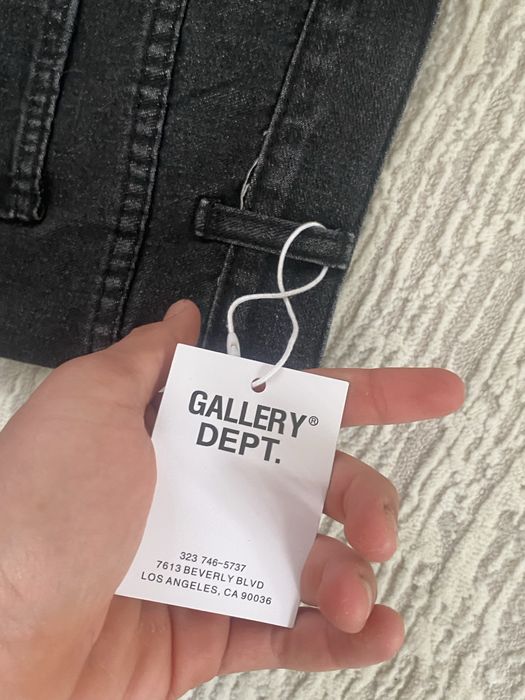 GALLERY®
DEPT.
323 746-5737
7613 BEVERLY BLVD
LOS ANGELES, CA 90036